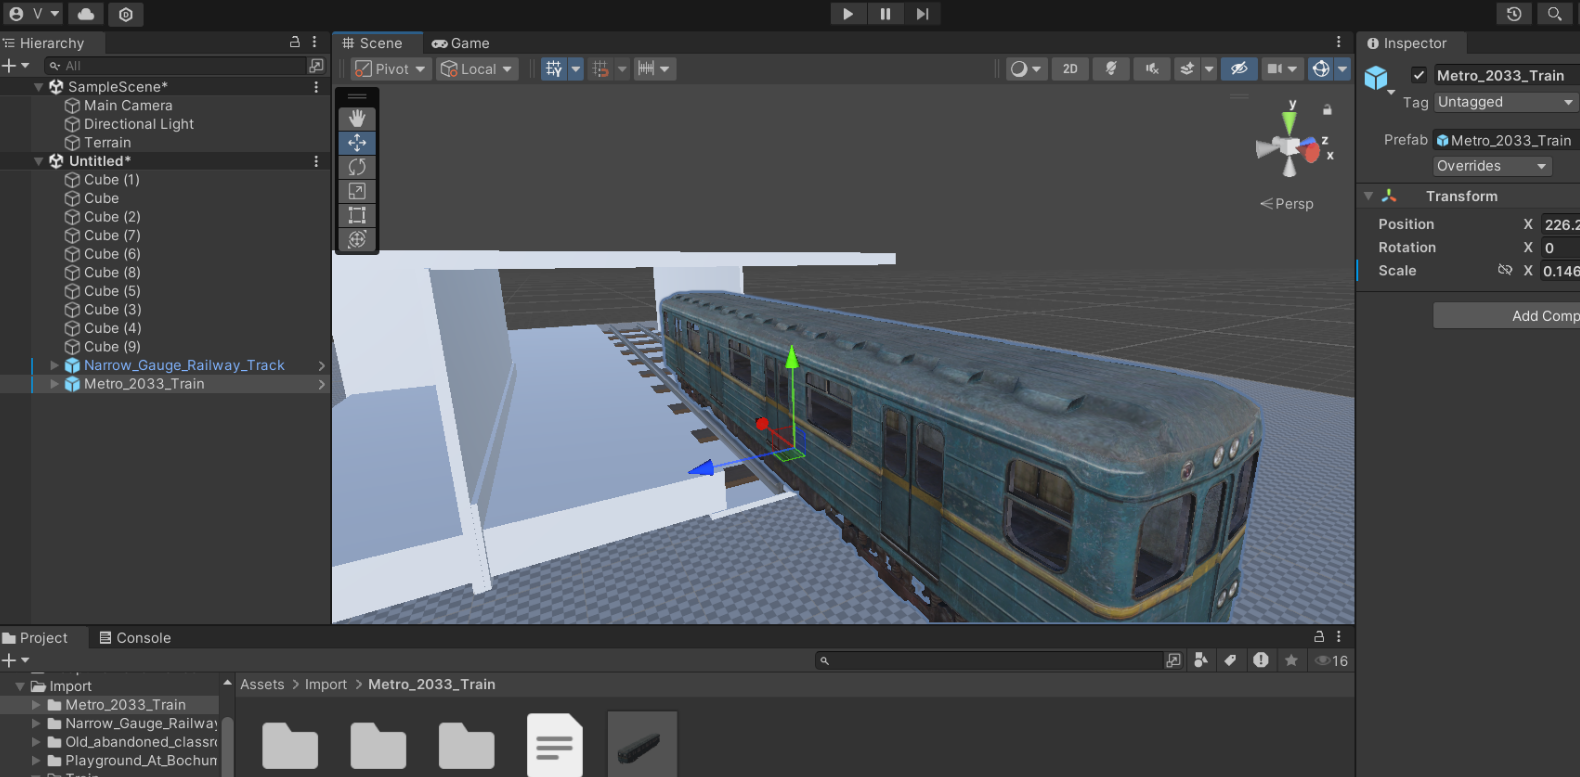 V
Hierarchy
Scene
Game
Inspector
All
Pivot
Local
2D
Metro_2033_Train
Tag Untagged
Prefab Metro_2033_Train
Overrides
SampleScene*
Main Camera
Directional Light
Terrain
Untitled*
Cube (1)
Cube
Cube (2)
Cube (7)
Cube (6)
Cube (8)
Cube (5)
Cube (3)
Cube (4)
Cube (9)
Narrow_Gauge_Railway_Track
Metro_2033_Train
y
z
x
Persp
Transform
Position X 226.2
Rotation X 0
Scale X 0.146
Add Comp
Project
Console
16
Import
Metro_2033_Train
Narrow_Gauge_Railway
Old_abandoned_classr
Playground_At_Bochum
Train
Assets > Import > Metro_2033_Train